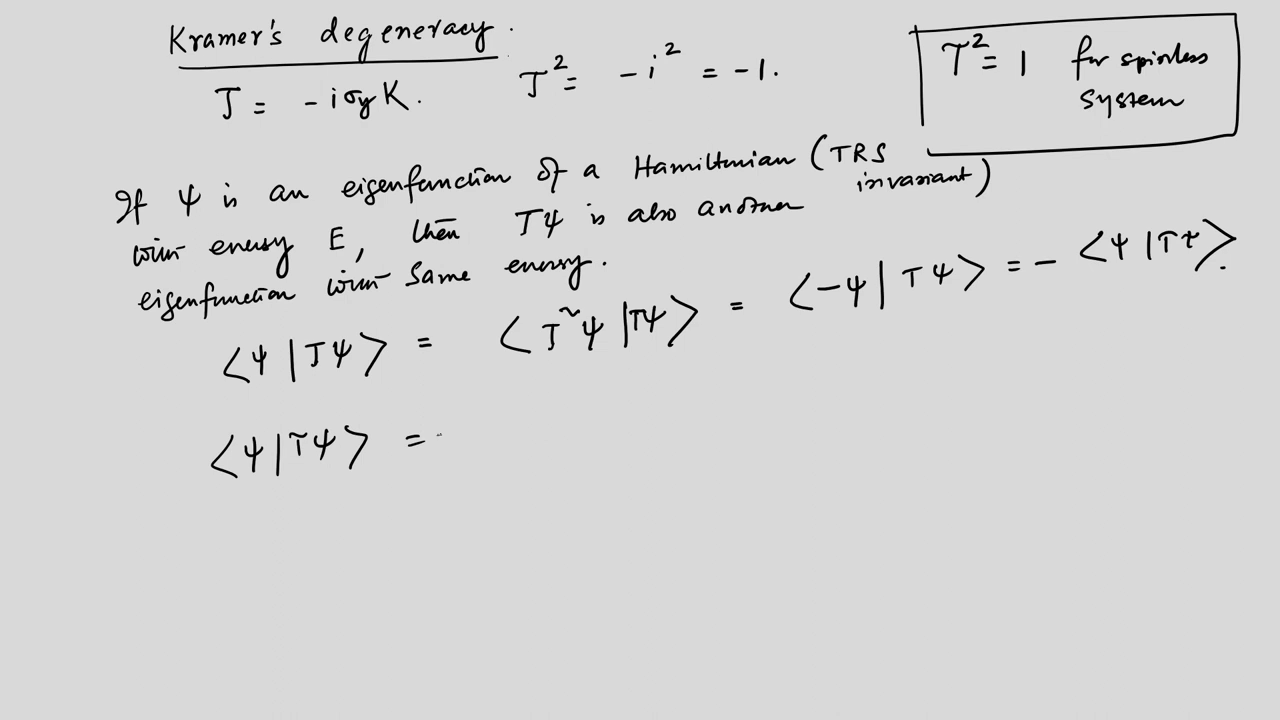 Kramer's degeneracy.
T = -iσyK. T² = -i² = -1.
T² = 1 for spinless
system
If ψ is an eigenfunction of a Hamiltonian (TRS
invariant)
with energy E, then Tψ is also another
eigenfunction with same energy.
⟨ψ|Tψ⟩ = ⟨T²ψ|Tψ⟩ = ⟨-ψ|Tψ⟩ = -⟨ψ|Tψ⟩.
⟨ψ|Tψ⟩ =